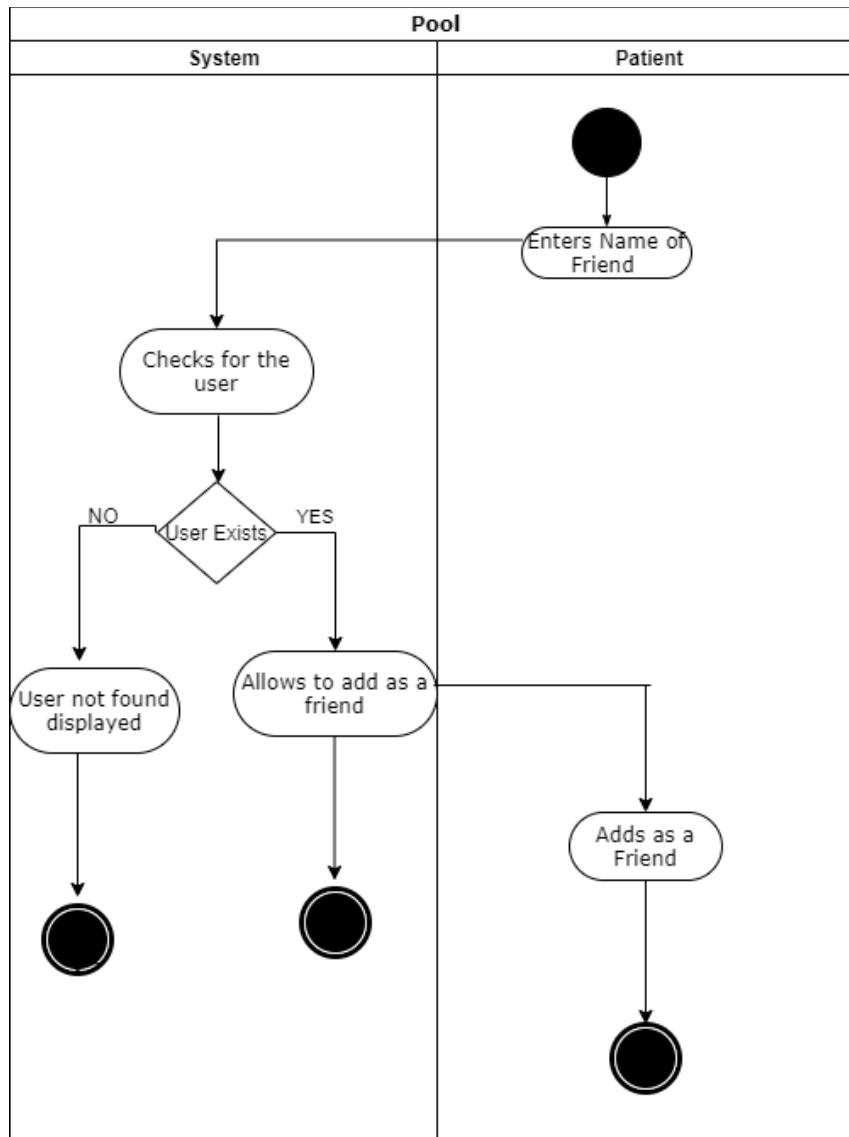 Pool
System
Patient
Enters Name of
Friend
Checks for the
user
NO
User Exists
YES
User not found
displayed
Allows to add as a
friend
Adds as a
Friend